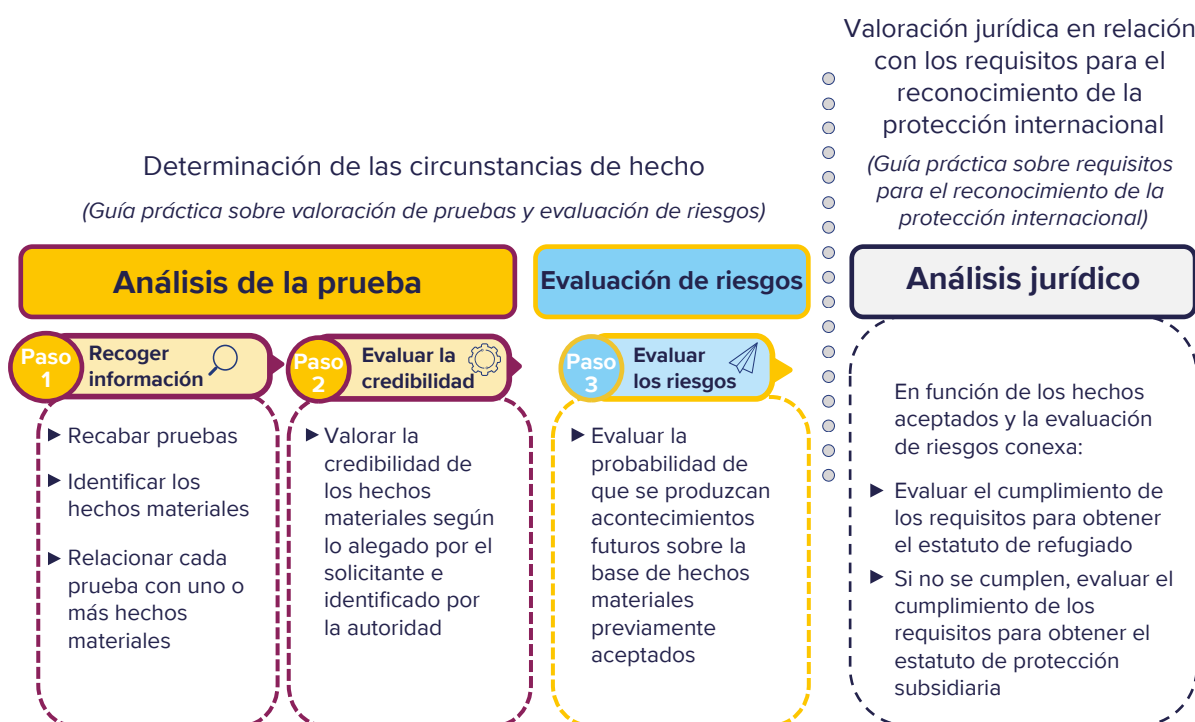 Valoración jurídica en relación
con los requisitos para el
reconocimiento de la
protección internacional
(Guía práctica sobre requisitos
para el reconocimiento de la
protección internacional)
Determinación de las circunstancias de hecho
(Guía práctica sobre valoración de pruebas y evaluación de riesgos)
Análisis de la prueba
Evaluación de riesgos
Análisis jurídico
Paso
1
Recoger
información
Paso
2
Evaluar la
credibilidad
Paso
3
Evaluar
los riesgos
Recabar pruebas
Identificar los
hechos materiales
Relacionar cada
prueba con uno o
más hechos
materiales
Valorar la
credibilidad de
los hechos
materiales según
lo alegado por el
solicitante e
identificado por
la autoridad
Evaluar la
probabilidad de
que se produzcan
acontecimientos
futuros sobre la
base de hechos
materiales
previamente
aceptados
En función de los hechos
aceptados y la evaluación
de riesgos conexa:
Evaluar el cumplimiento de
los requisitos para obtener
el estatuto de refugiado
Si no se cumplen, evaluar el
cumplimiento de los
requisitos para obtener el
estatuto de protección
subsidiaria